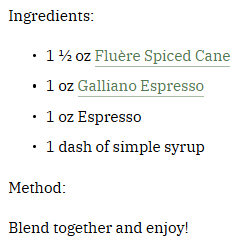 Ingredients:
• 1 ½ oz Fluère Spiced Cane
• 1 oz Galliano Espresso
• 1 oz Espresso
• 1 dash of simple syrup
Method:
Blend together and enjoy!